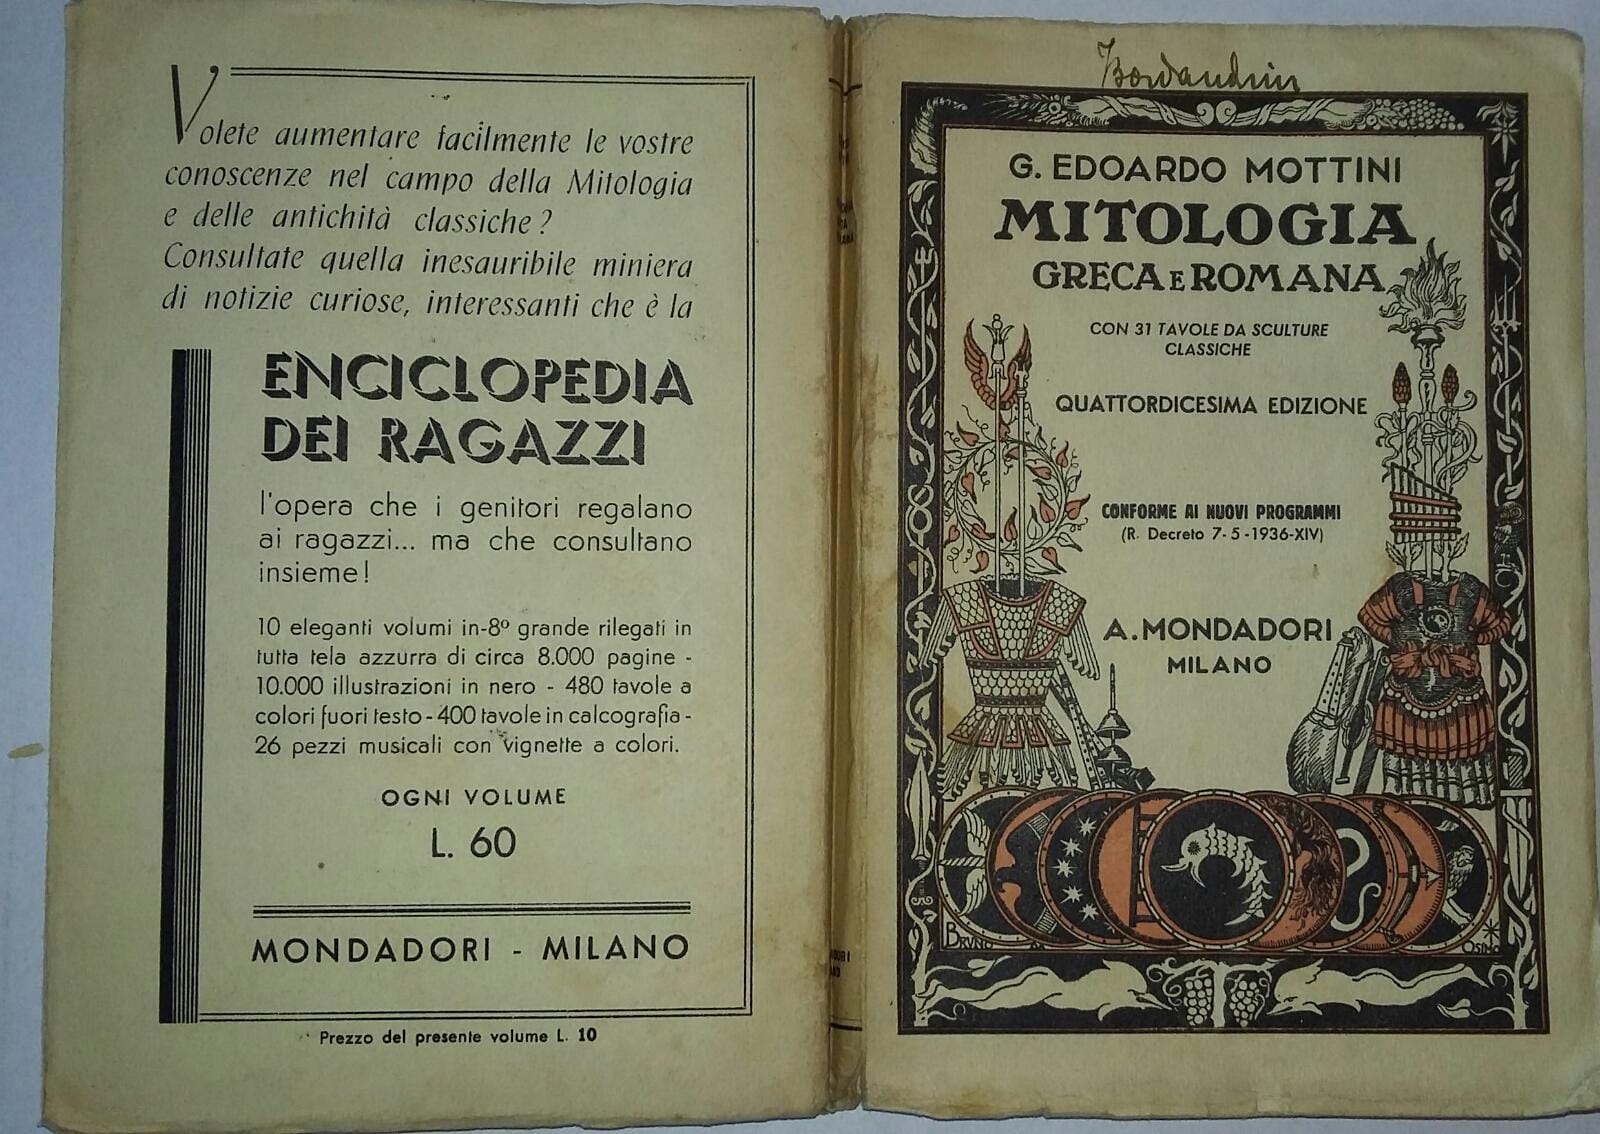 Volete aumentare facilmente le vostre
conoscenze nel campo della Mitologia
e delle antichità classiche?
Consultate quella inesauribile miniera
di notizie curiose, interessanti che è la
ENCICLOPEDIA
DEI RAGAZZI
l'opera che i genitori regalano
ai ragazzi... ma che consultano
insieme!
10 eleganti volumi in-8º grande rilegati in
tutta tela azzurra di circa 8.000 pagine -
10.000 illustrazioni in nero - 480 tavole a
colori fuori testo - 400 tavole in calcografia -
26 pezzi musicali con vignette a colori.
OGNI VOLUME
L. 60
MONDADORI - MILANO
Prezzo del presente volume L. 10
G. EDOARDO MOTTINI
MITOLOGIA
GRECA E ROMANA
CON 31 TAVOLE DA SCULTURE
CLASSICHE
QUATTORDICESIMA EDIZIONE
CONFORME AI NUOVI PROGRAMMI
(R. Decreto 7-5-1936-XIV)
A. MONDADORI
MILANO
BRUNO